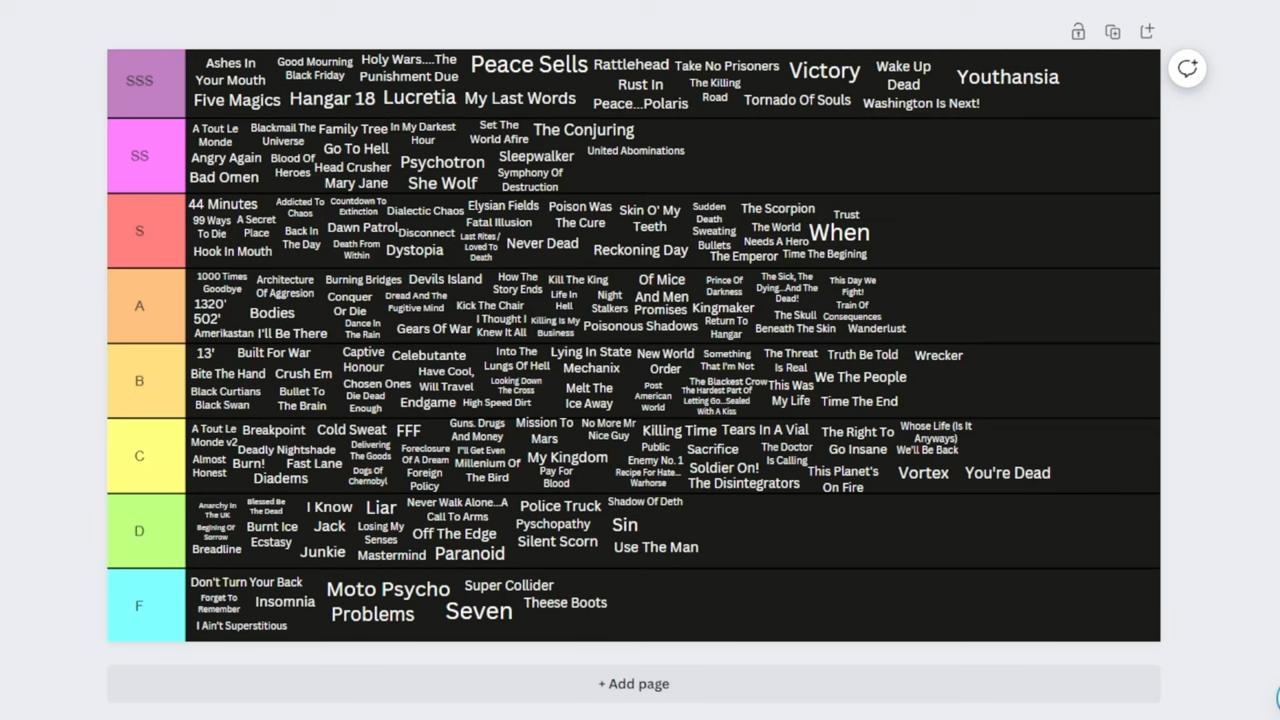 SSS
Ashes In
Your Mouth
Good Mourning
Black Friday
Holy Wars....The
Punishment Due
Peace Sells
Rattlehead
Take No Prisoners
Victory
Wake Up
Dead
Youthansia
Five Magics
Hangar 18
Lucretia
My Last Words
Rust In
Peace...Polaris
The Killing
Road
Tornado Of Souls
Washington Is Next!
SS
A Tout Le
Monde
Blackmail The
Universe
Family Tree
In My Darkest
Hour
Set The
World Afire
The Conjuring
Angry Again
Blood Of
Heroes
Go To Hell
Head Crusher
Psychotron
Sleepwalker
United Abominations
Bad Omen
Mary Jane
She Wolf
Symphony Of
Destruction
S
44 Minutes
Addicted To
Chaos
Countdown To
Extinction
Dialectic Chaos
Elysian Fields
Poison Was
The Cure
Skin O' My
Teeth
Sudden
Death
The Scorpion
Trust
99 Ways
To Die
A Secret
Place
Back In
The Day
Dawn Patrol
Disconnect
Fatal Illusion
Sweating
Bullets
The World
Needs A Hero
When
Hook In Mouth
Death From
Within
Dystopia
Last Rites /
Loved To
Death
Never Dead
Reckoning Day
The Emperor
Time The Begining
A
1000 Times
Goodbye
Architecture
Of Aggresion
Burning Bridges
Devils Island
How The
Story Ends
Kill The King
Of Mice
And Men
Prince Of
Darkness
The Sick, The
Dying...And The
Dead!
This Day We
Fight!
1320'
502'
Bodies
Conquer
Or Die
Dread And The
Fugitive Mind
Kick The Chair
Life In
Hell
Night
Stalkers
Promises
Kingmaker
The Skull
Train Of
Consequences
Amerikastan
I'll Be There
Dance In
The Rain
Gears Of War
I Thought I
Knew It All
Killing Is My
Business
Poisonous Shadows
Return To
Hangar
Beneath The Skin
Wanderlust
B
13'
Built For War
Captive
Honour
Celebutante
Into The
Lungs Of Hell
Lying In State
New World
Order
Something
That I'm Not
The Threat
Is Real
Truth Be Told
Wrecker
Bite The Hand
Crush Em
Have Cool,
Will Travel
Mechanix
We The People
Black Curtians
Black Swan
Bullet To
The Brain
Chosen Ones
Die Dead
Enough
Endgame
Looking Down
The Cross
High Speed Dirt
Melt The
Ice Away
Post
American
World
The Blackest Crow
The Hardest Part Of
Letting Go...Sealed
With A Kiss
This Was
My Life
Time The End
C
A Tout Le
Monde v2
Breakpoint
Cold Sweat
FFF
Guns. Drugs
And Money
Mission To
Mars
No More Mr
Nice Guy
Killing Time
Tears In A Vial
The Right To
Go Insane
Whose Life (Is It
Anyways)
Almost
Honest
Deadly Nightshade
Burn!
Fast Lane
Delivering
The Goods
Foreclosure
Of A Dream
I'll Get Even
Millenium Of
The Bird
My Kingdom
Public
Enemy No. 1
Sacrifice
The Doctor
Is Calling
We'll Be Back
Diadems
Dogs Of
Chernobyl
Foreign
Policy
Pay For
Blood
Recipe For Hate...
Warhorse
Soldier On!
The Disintegrators
This Planet's
On Fire
Vortex
You're Dead
D
Anarchy In
The UK
Blessed Be
The Dead
I Know
Jack
Liar
Never Walk Alone...A
Call To Arms
Police Truck
Shadow Of Deth
Begining Of
Sorrow
Burnt Ice
Losing My
Senses
Off The Edge
Pyschopathy
Sin
Breadline
Ecstasy
Junkie
Mastermind
Paranoid
Silent Scorn
Use The Man
F
Don't Turn Your Back
Forget To
Remember
Insomnia
Moto Psycho
Super Collider
I Ain't Superstitious
Problems
Seven
Theese Boots
+ Add page